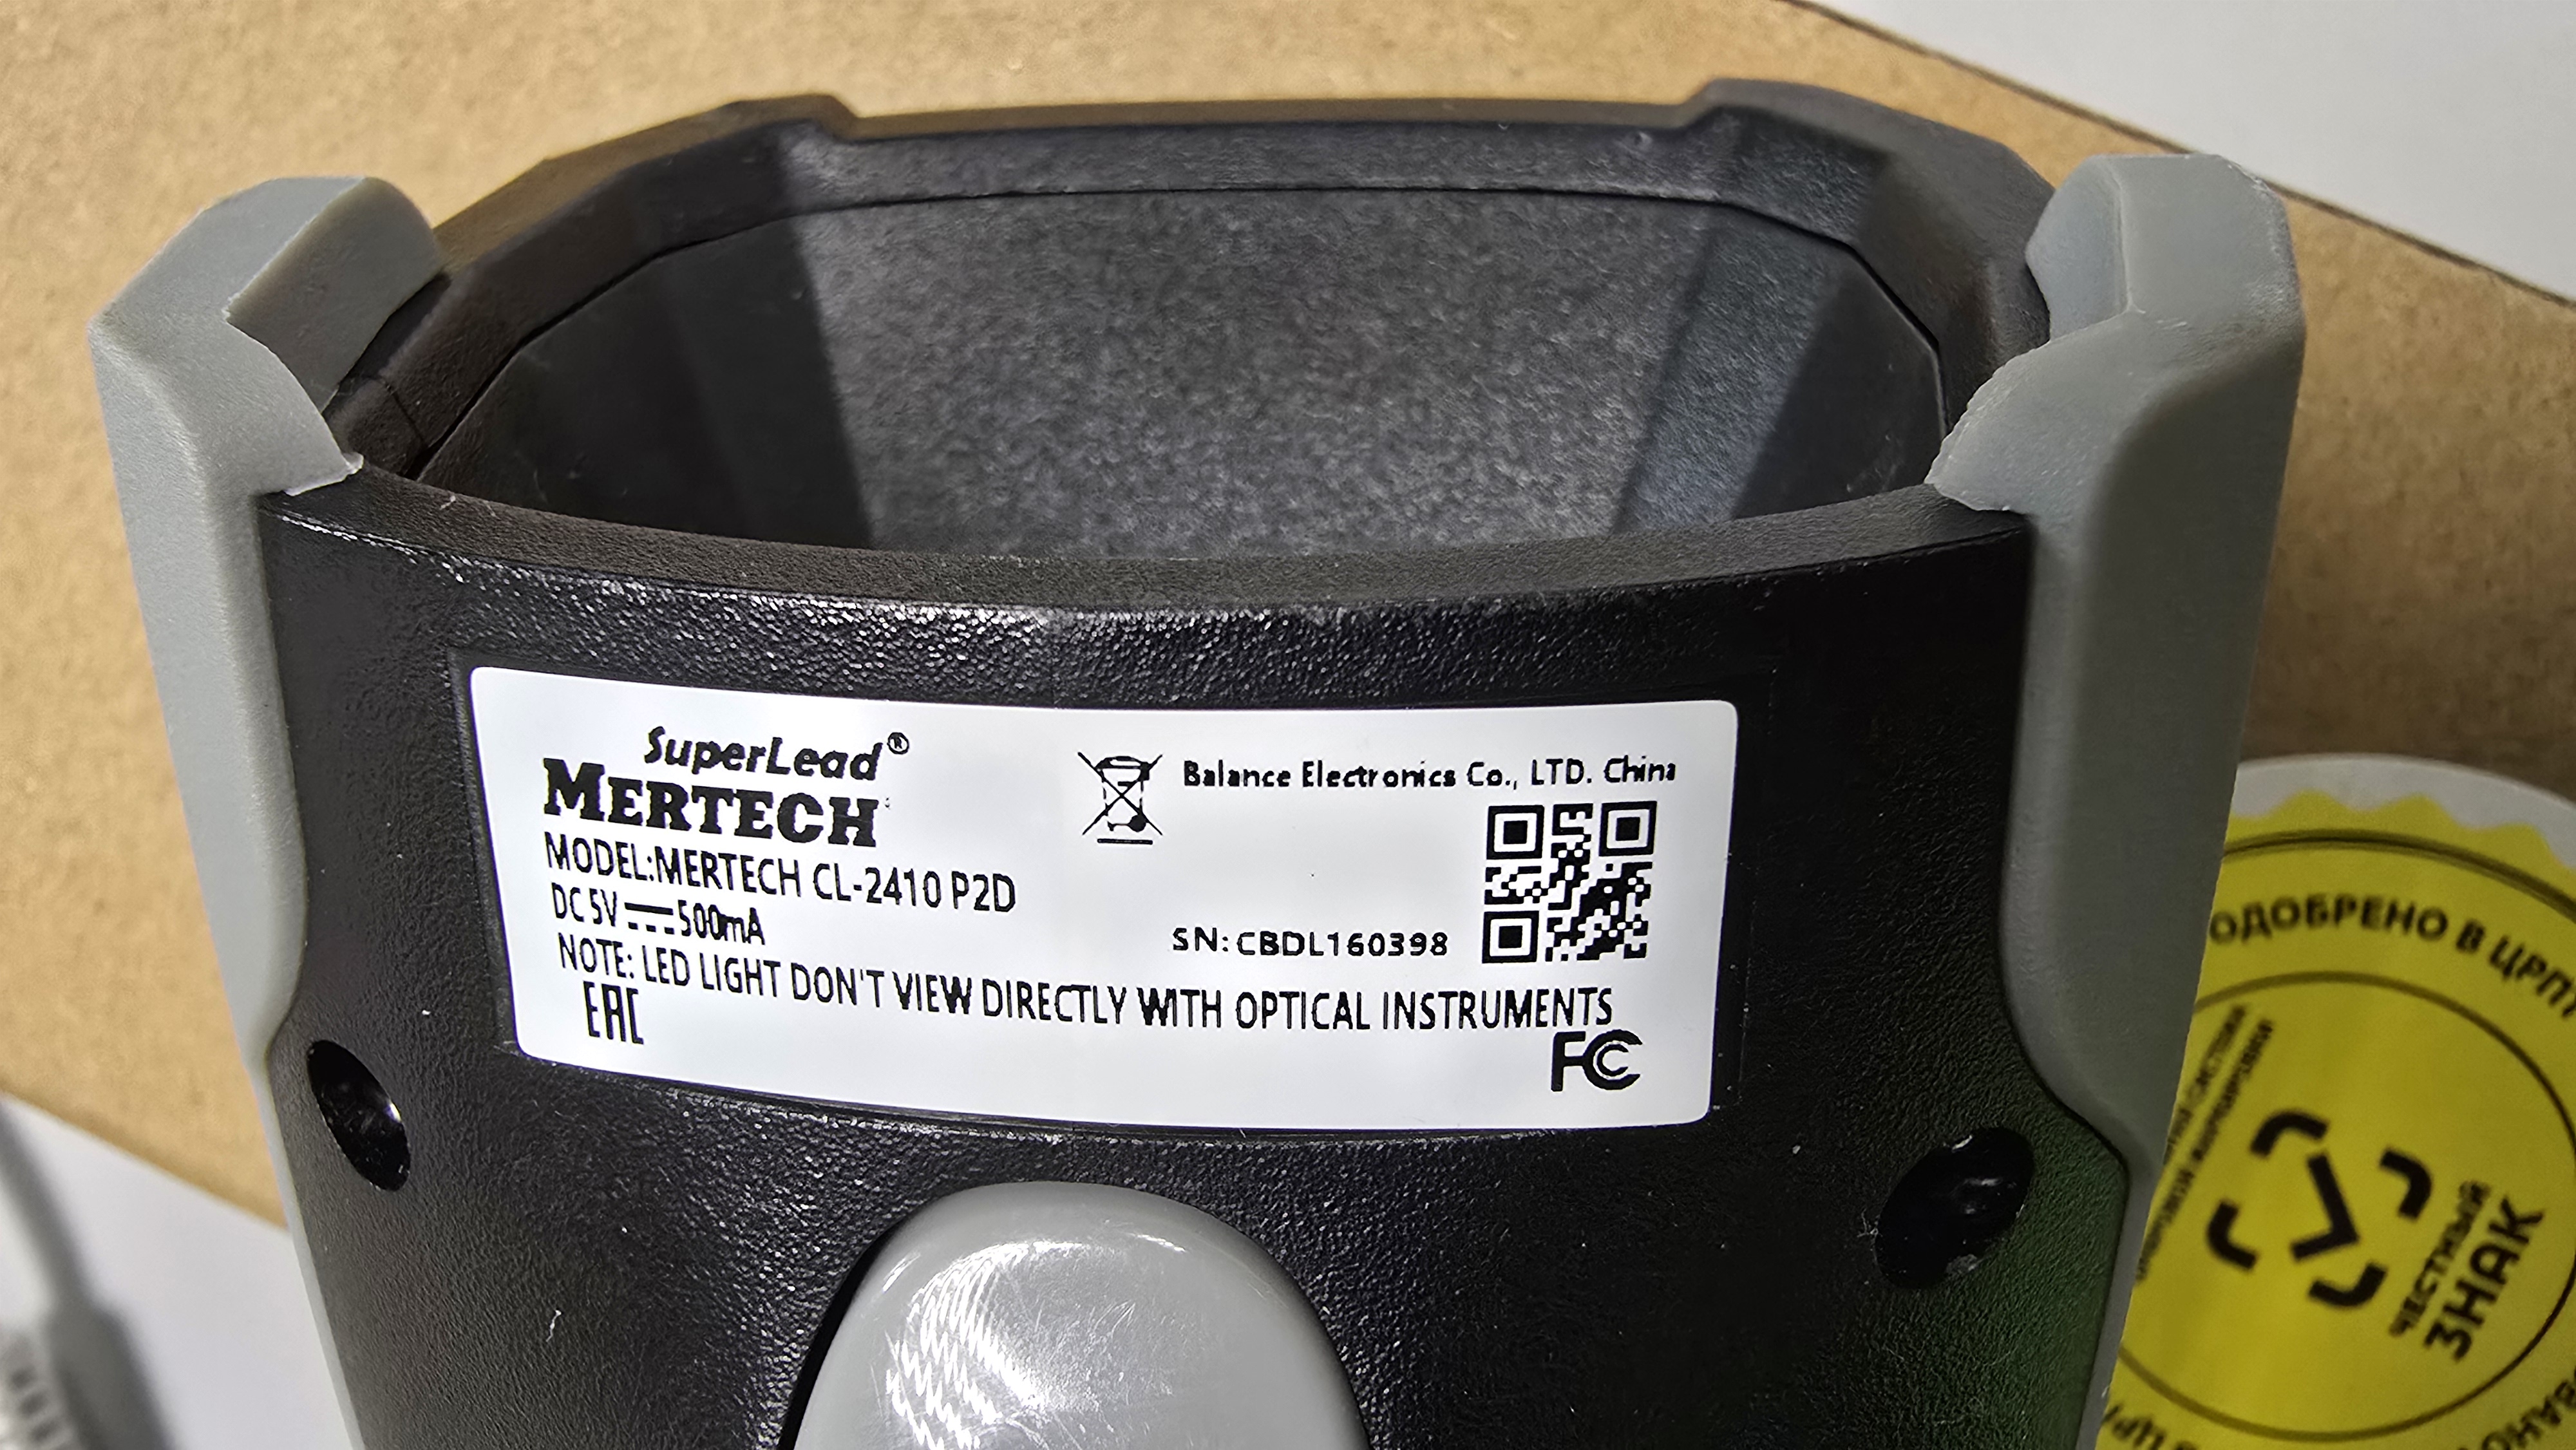 SuperLead®
MERTECH
MODEL:MERTECH CL-2410 P2D
DC 5V 500mA
Balance Electronics Co., LTD. China
SN:CBDL160398
NOTE: LED LIGHT DON'T VIEW DIRECTLY WITH OPTICAL INSTRUMENTS
EAC
FC
ОДОБРЕНО В ЦРПТ
ЧЕСТНЫЙ
ЗНАК